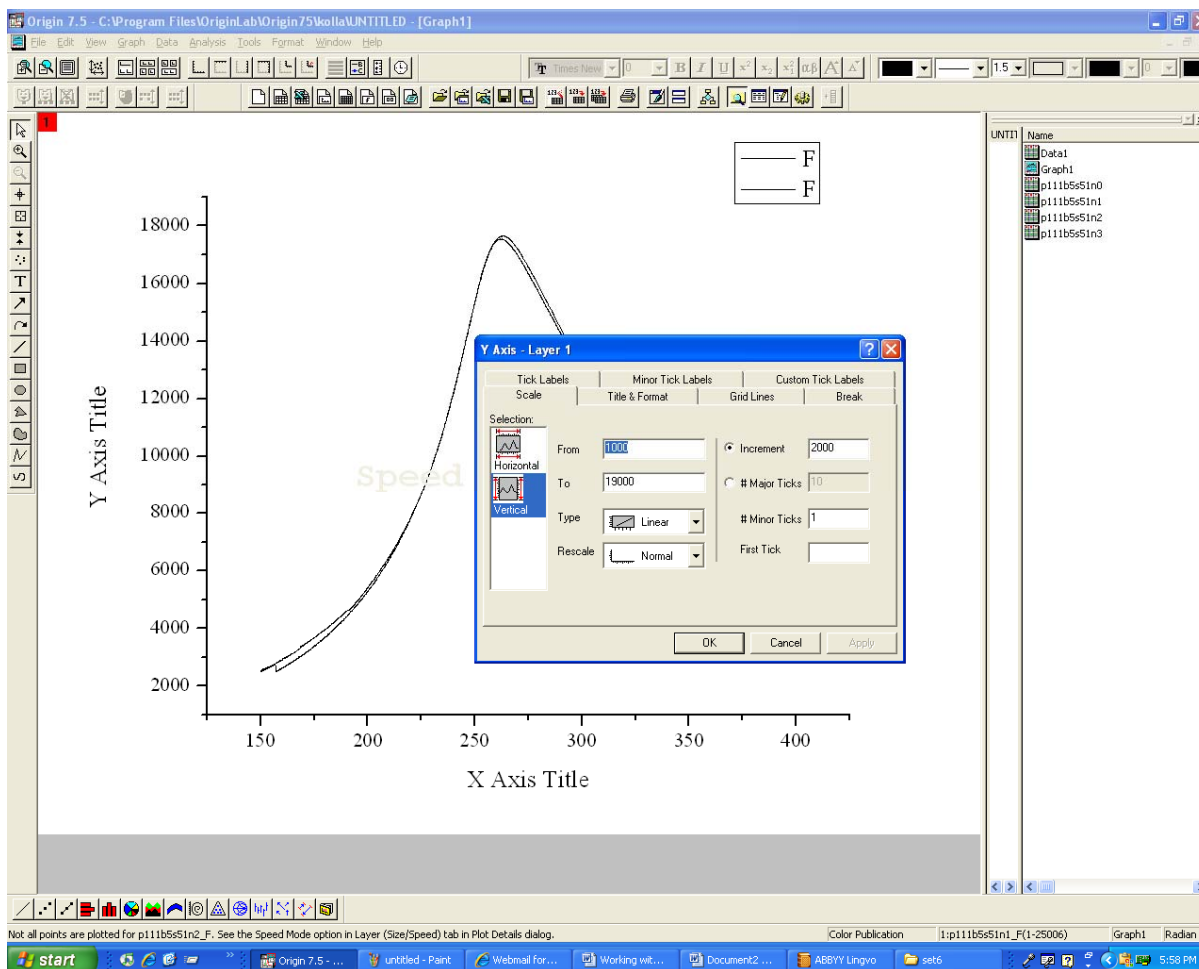 Origin 7.5 - C:\Program Files\OriginLab\Origin75\kolla\UNTITLED - [Graph1]
File Edit View Graph Data Analysis Tools Format Window Help
Times New 0 B I U αβ 1.5 0
1
UNTIT Name
Data1
Graph1
p111b5s51n0
p111b5s51n1
p111b5s51n2
p111b5s51n3
F
F
18000
16000
14000
12000
10000
8000
6000
4000
2000
Y Axis Title
Speed
150 200 250 300 350 400
X Axis Title
Y Axis - Layer 1
Tick Labels Minor Tick Labels Custom Tick Labels
Scale Title & Format Grid Lines Break
Selection:
Horizontal
Vertical
From 1000 Increment 2000
To 19000 # Major Ticks 10
Type Linear # Minor Ticks 1
Rescale Normal First Tick
OK Cancel Apply
Not all points are plotted for p111b5s51n2_F. See the Speed Mode option in Layer (Size/Speed) tab in Plot Details dialog. Color Publication 1:p111b5s51n1_F(1-25006) Graph1 Radian
start Origin 7.5 - ... untitled - Paint Webmail for... Working wit... Document2 ... ABBYY Lingvo set6 5:58 PM